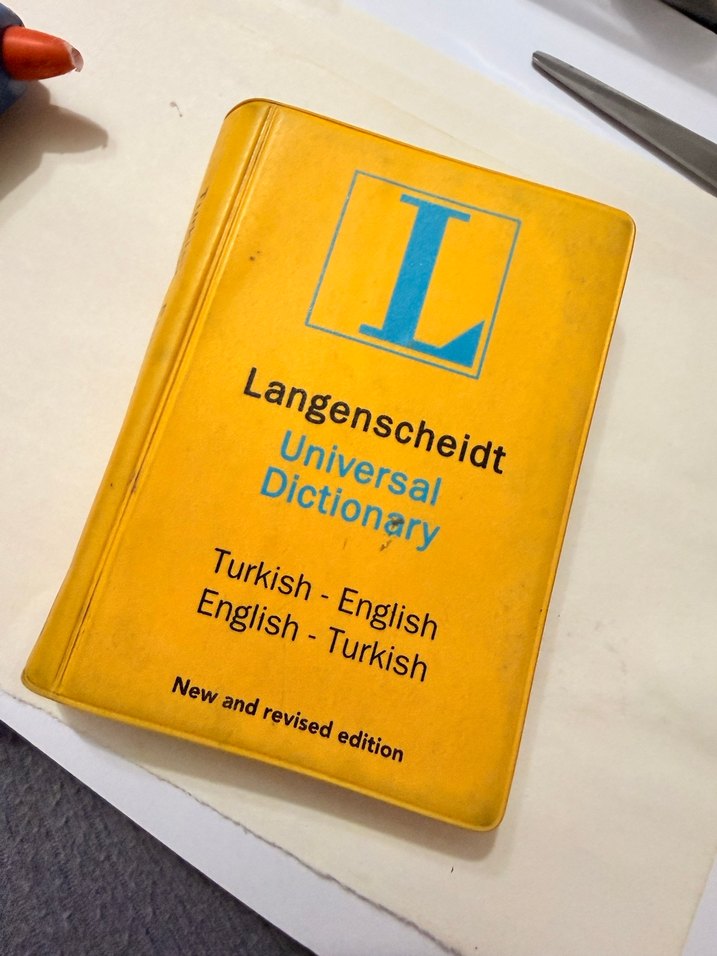 L
Langenscheidt
Universal
Dictionary
Turkish - English
English - Turkish
New and revised edition